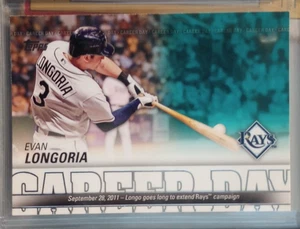 LONGORIA
3
EVAN
LONGORIA
RAYS
CAREER DAY
September 28, 2011 – Longo goes long to extend Rays' campaign